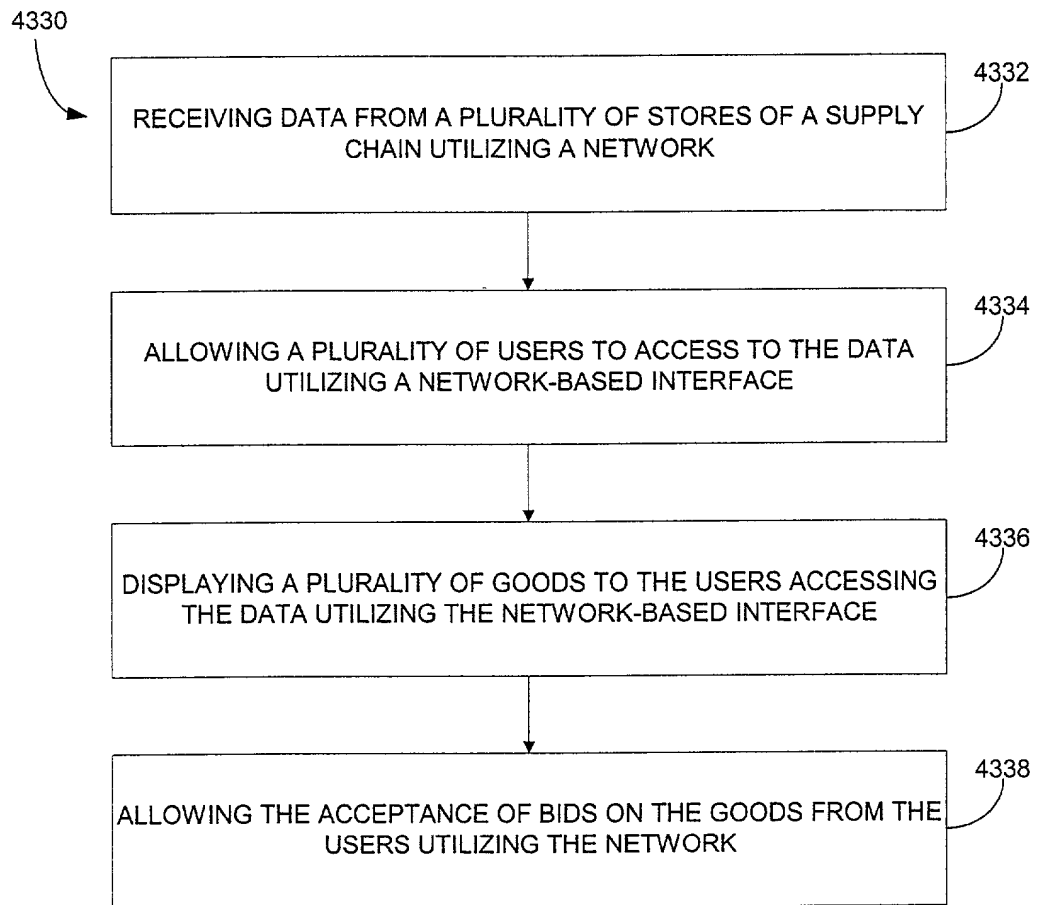 4330
4332
RECEIVING DATA FROM A PLURALITY OF STORES OF A SUPPLY
CHAIN UTILIZING A NETWORK
4334
ALLOWING A PLURALITY OF USERS TO ACCESS TO THE DATA
UTILIZING A NETWORK-BASED INTERFACE
4336
DISPLAYING A PLURALITY OF GOODS TO THE USERS ACCESSING
THE DATA UTILIZING THE NETWORK-BASED INTERFACE
4338
ALLOWING THE ACCEPTANCE OF BIDS ON THE GOODS FROM THE
USERS UTILIZING THE NETWORK